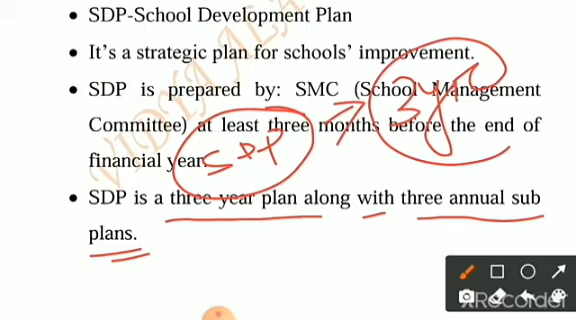 • SDP-School Development Plan
• It's a strategic plan for schools' improvement.
• SDP is prepared by: SMC (School Management
Committee) at least three months before the end of
financial year.
SDP
3yrs
• SDP is a three year plan along with three annual sub
plans.
XRecorder
VIDYAALA